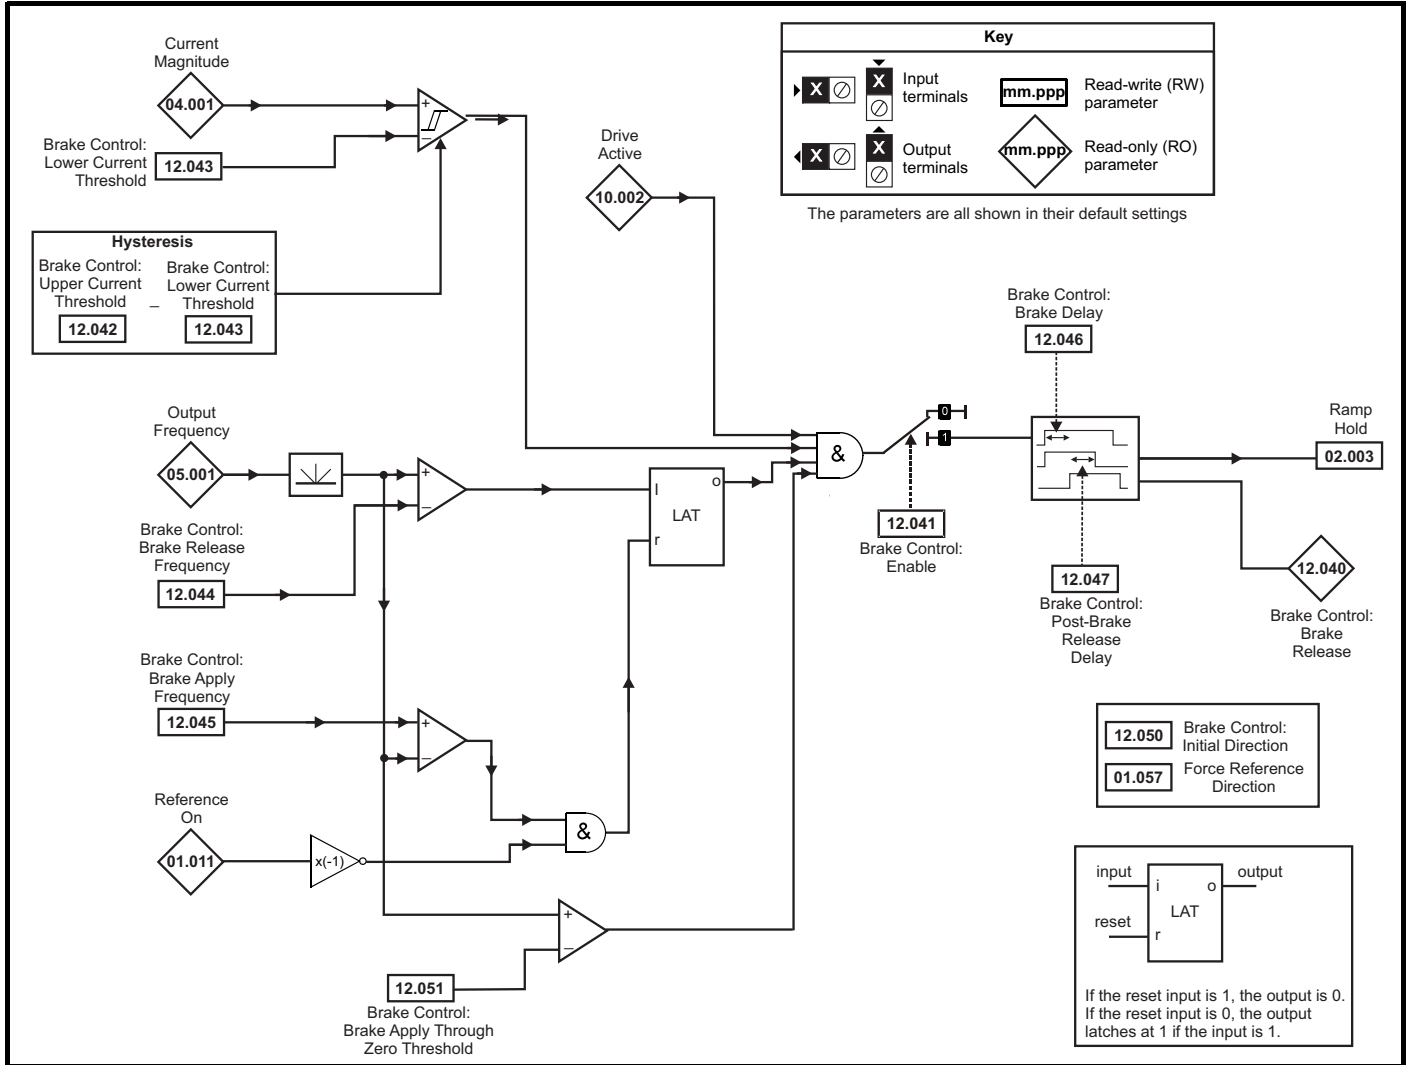 Current
Magnitude
04.001
+
−
Brake Control:
Lower Current
Threshold
12.043
Hysteresis
Brake Control:
Upper Current
Threshold
12.042
–
Brake Control:
Lower Current
Threshold
12.043
Drive
Active
10.002
Key
X
X
Input
terminals
mm.ppp
Read-write (RW)
parameter
X
X
Output
terminals
mm.ppp
Read-only (RO)
parameter
The parameters are all shown in their default settings
Output
Frequency
05.001
+
−
Brake Control:
Brake Release
Frequency
12.044
I
o
LAT
r
&
0
1
12.041
Brake Control:
Enable
Brake Control:
Brake Delay
12.046
12.047
Brake Control:
Post-Brake
Release
Delay
Ramp
Hold
02.003
12.040
Brake Control:
Brake
Release
Brake Control:
Brake Apply
Frequency
12.045
+
−
Reference
On
01.011
x(-1)
&
+
−
12.051
Brake Control:
Brake Apply Through
Zero Threshold
12.050
Brake Control:
Initial Direction
01.057
Force Reference
Direction
input
i
o
output
LAT
reset
r
If the reset input is 1, the output is 0.
If the reset input is 0, the output
latches at 1 if the input is 1.